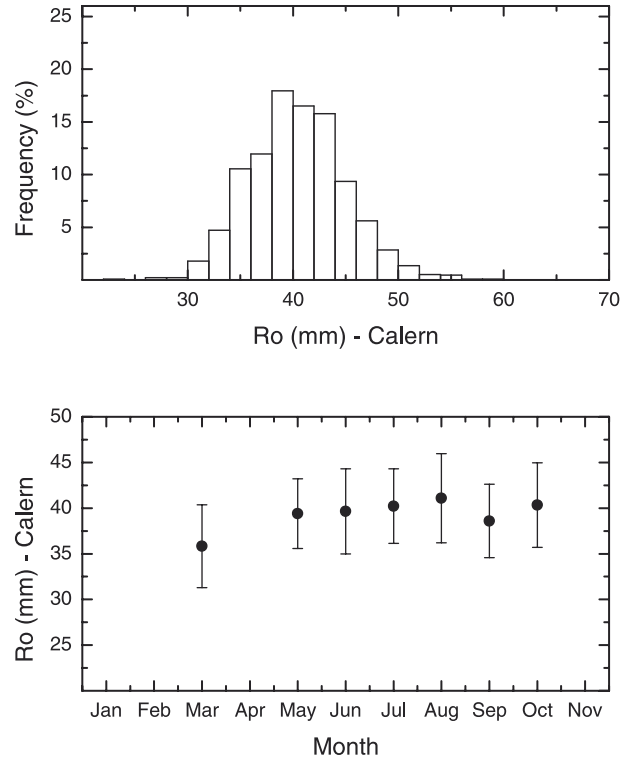 25
20
15
10
5
Frequency (%)
30 40 50 60 70
Ro (mm) - Calern
50
45
40
35
30
25
Ro (mm) - Calern
Jan Feb Mar Apr May Jun Jul Aug Sep Oct Nov
Month